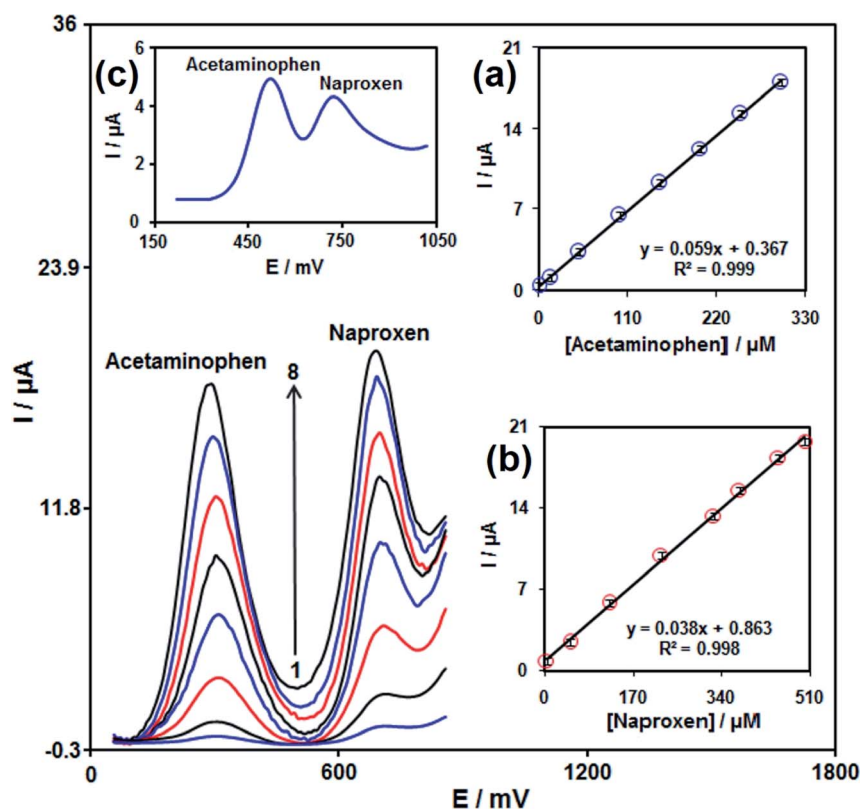 36
23.9
11.8
-0.3
I / µA
0
600
1200
1800
E / mV
Acetaminophen
Naproxen
8
1
(c)
6
4
2
0
I / µA
Acetaminophen
Naproxen
150
450
750
1050
E / mV
(a)
21
14
7
0
I / µA
y = 0.059x + 0.367
R² = 0.999
0
110
220
330
[Acetaminophen] / µM
(b)
21
14
7
0
I / µA
y = 0.038x + 0.863
R² = 0.998
0
170
340
510
[Naproxen] / µM